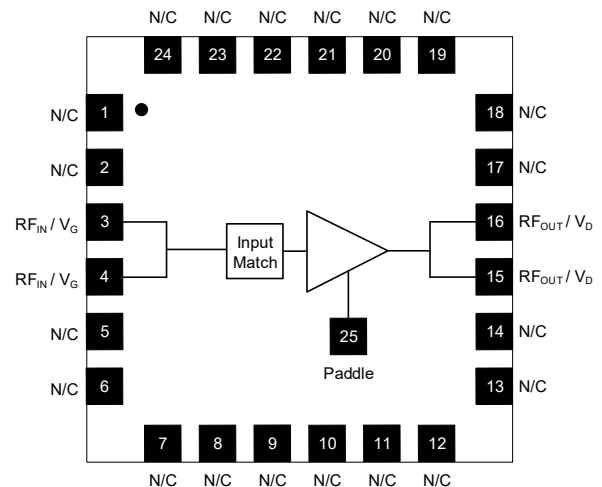 N/C N/C N/C N/C N/C N/C
24 23 22 21 20 19
N/C 1 18 N/C
N/C 2 17 N/C
RFIN / VG 3 16 RFOUT / VD
Input
Match
RFIN / VG 4 15 RFOUT / VD
N/C 5 14 N/C
25
Paddle
N/C 6 13 N/C
7 8 9 10 11 12
N/C N/C N/C N/C N/C N/C